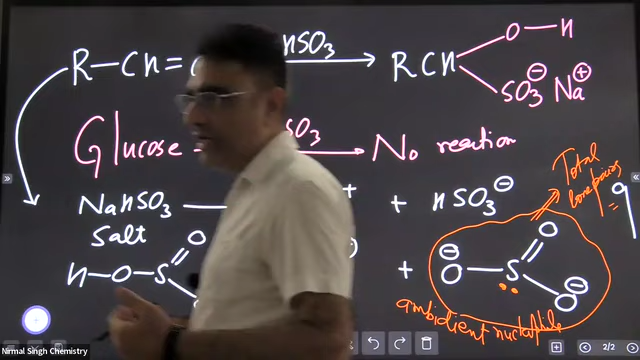 R—CH=
HSO3
RCH
O—H
SO3⊖ Na⊕
Glucose
SO3
No reaction
NaHSO3 ——
+
+ HSO3⊖
Salt
H—O—S
O
+
⊖O—S
O
O⊖
Total
lone pairs
= 9
ambident nucleophile
2/2
Nirmal Singh Chemistry